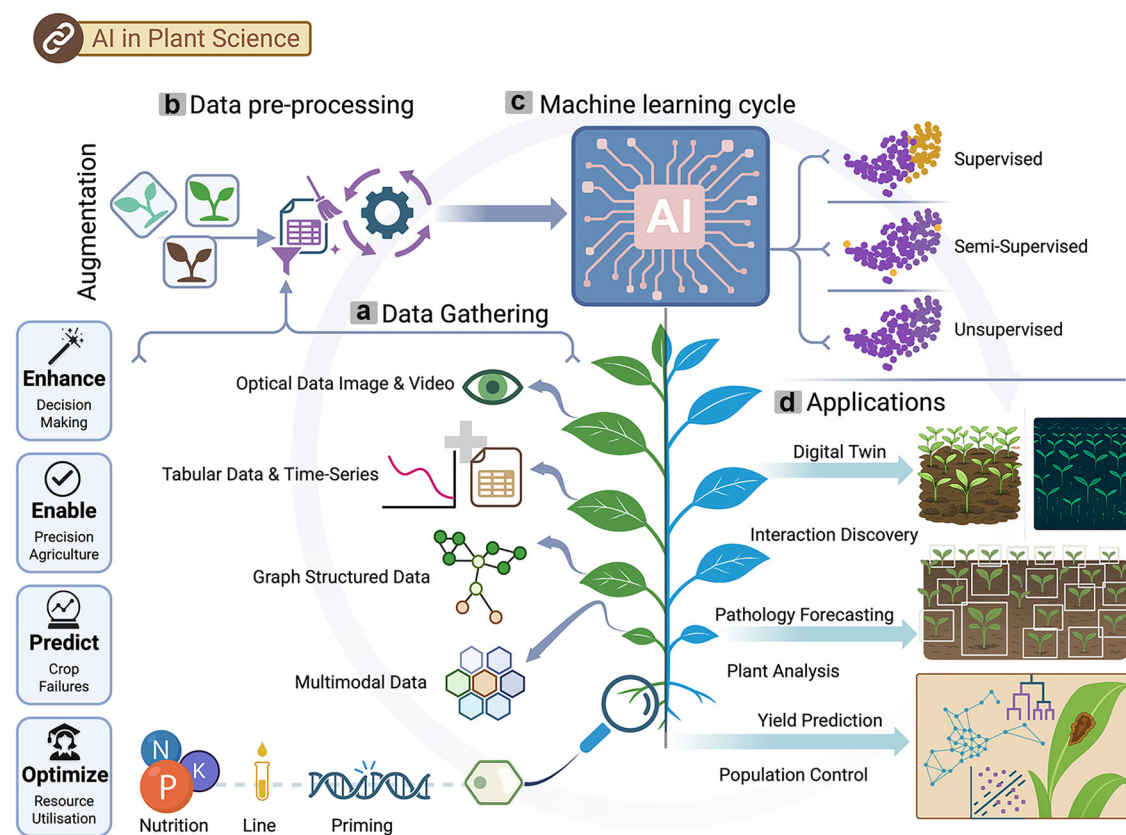 AI in Plant Science
b Data pre-processing
c Machine learning cycle
Augmentation
AI
Supervised
Semi-Supervised
Unsupervised
a Data Gathering
Optical Data Image & Video
Tabular Data & Time-Series
Graph Structured Data
Multimodal Data
Enhance
Decision
Making
Enable
Precision
Agriculture
Predict
Crop
Failures
Optimize
Resource
Utilisation
N
P
K
Nutrition
Line
Priming
d Applications
Digital Twin
Interaction Discovery
Pathology Forecasting
Plant Analysis
Yield Prediction
Population Control